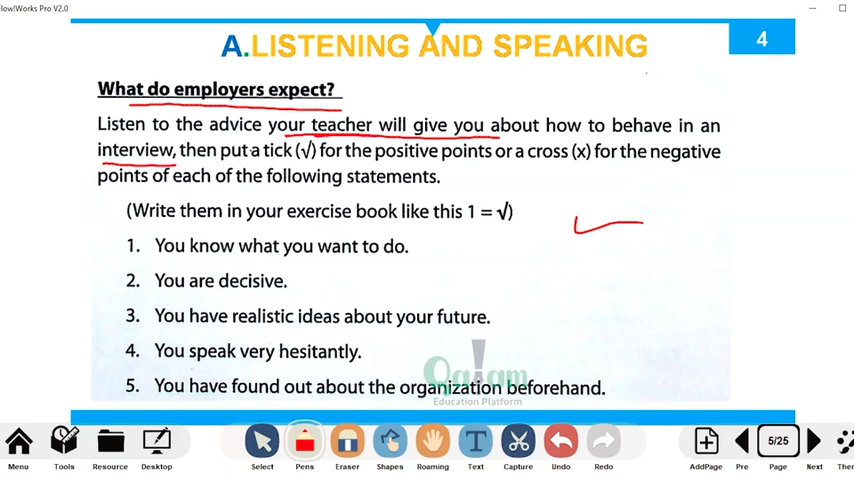 Flow!Works Pro V2.0
A.LISTENING AND SPEAKING
4
What do employers expect?
Listen to the advice your teacher will give you about how to behave in an
interview, then put a tick (√) for the positive points or a cross (x) for the negative
points of each of the following statements.
(Write them in your exercise book like this 1 = √)
1. You know what you want to do.
2. You are decisive.
3. You have realistic ideas about your future.
4. You speak very hesitantly.
5. You have found out about the organization beforehand.
Qalam
Education Platform
5/25
Menu Tools Resource Desktop Select Pens Eraser Shapes Roaming Text Capture Undo Redo AddPage Pre Page Next